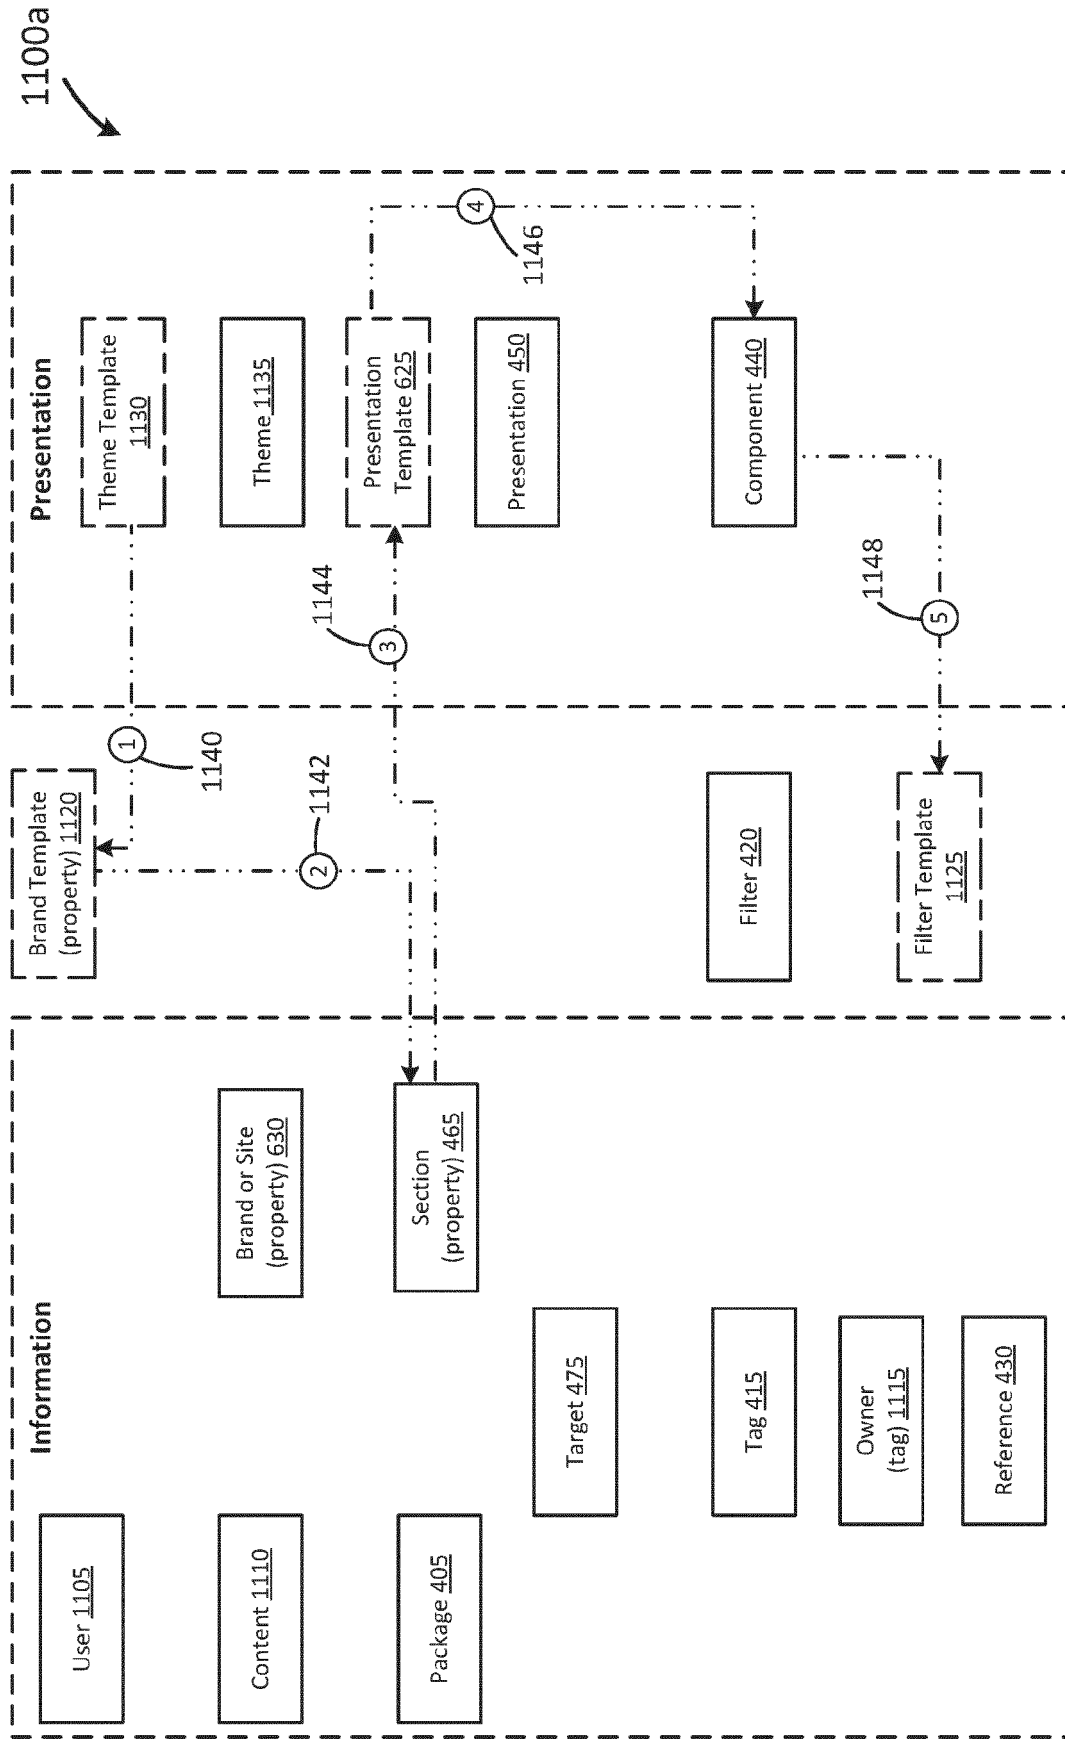 1100a
Information
User 1105
Content 1110
Package 405
Target 475
Tag 415
Owner
(tag) 1115
Reference 430
Brand or Site
(property) 630
Section
(property) 465
Brand Template
(property) 1120
Filter 420
Filter Template
1125
1
1140
2
1142
Presentation
Theme Template
1130
Theme 1135
Presentation
Template 625
Presentation 450
Component 440
3
1144
4
1146
5
1148